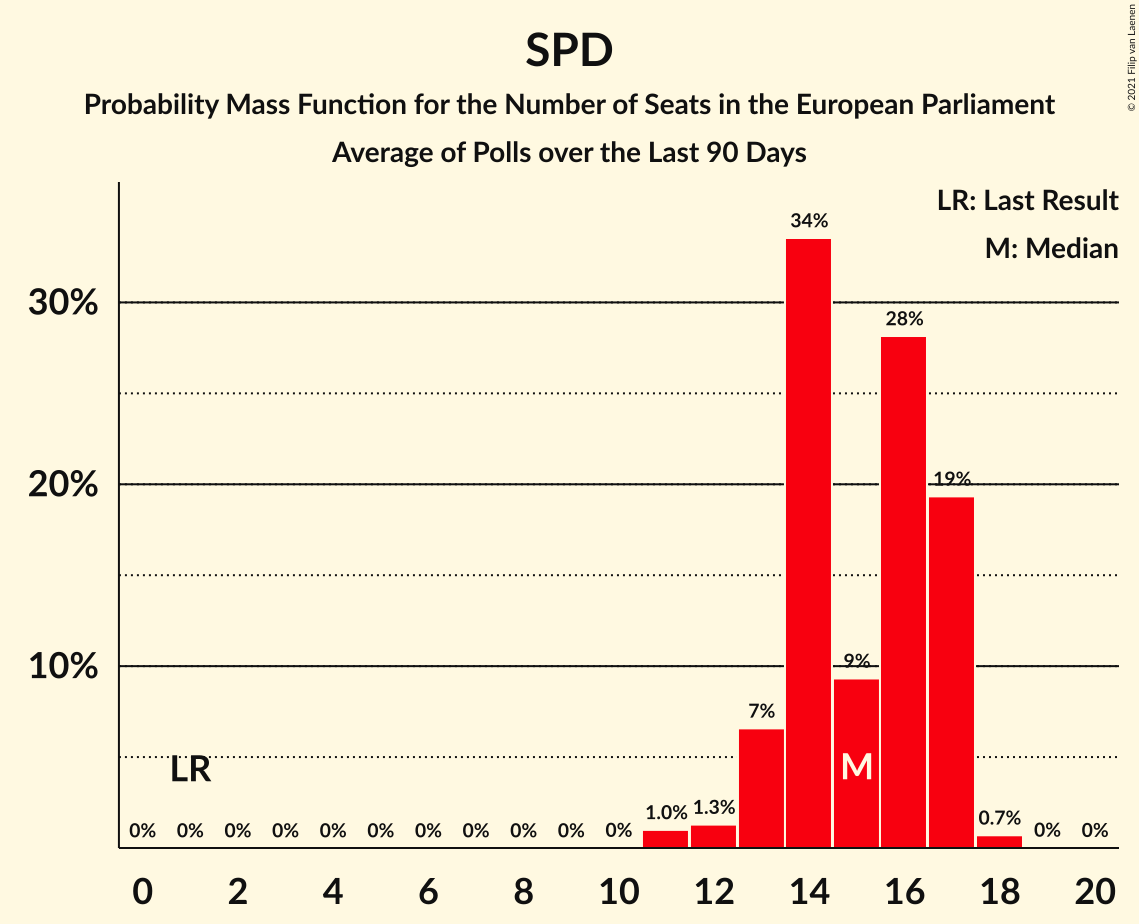 SPD
Probability Mass Function for the Number of Seats in the European Parliament
Average of Polls over the Last 90 Days
© 2021 Filip van Laenen
LR: Last Result
M: Median
34%
30%
28%
20%
19%
10%
9%
7%
LR
M
0% 0% 0% 0% 0% 0% 0% 0% 0% 0% 0% 1.0% 1.3% 0.7% 0% 0%
0 2 4 6 8 10 12 14 16 18 20